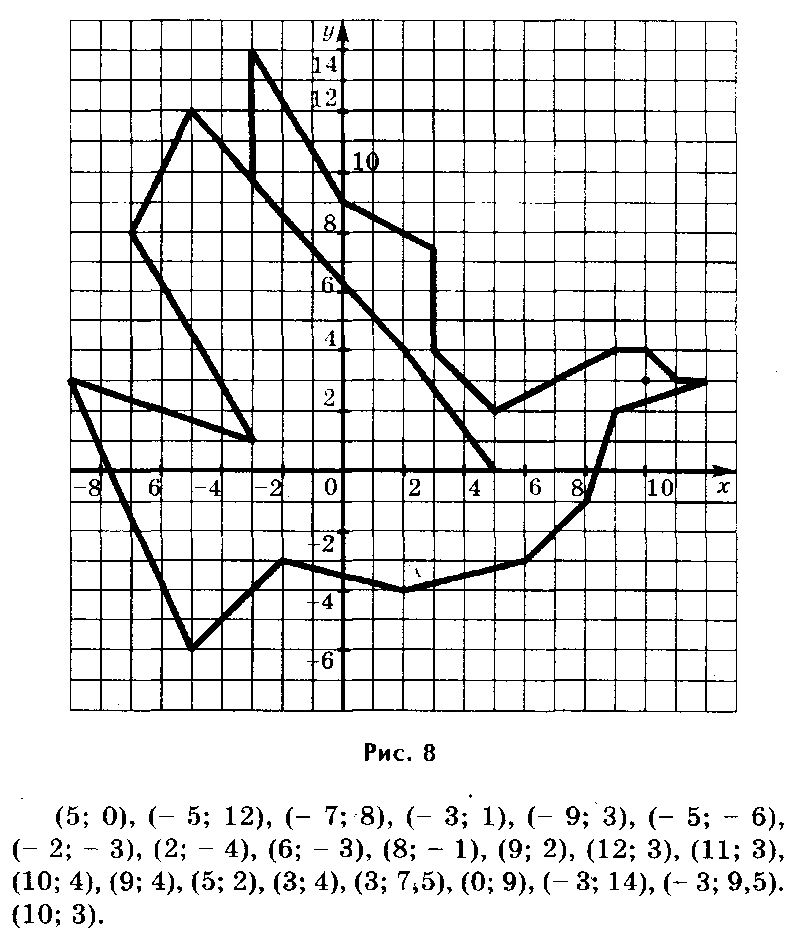 y
14
12
10
8
6
4
2
-8 6 -4 -2 0 2 4 6 8 10 x
-2
-4
-6
Рис. 8
(5; 0), (- 5; 12), (- 7; 8), (- 3; 1), (- 9; 3), (- 5; - 6),
(- 2; - 3), (2; - 4), (6; - 3), (8; - 1), (9; 2), (12; 3), (11; 3),
(10; 4), (9; 4), (5; 2), (3; 4), (3; 7,5), (0; 9), (- 3; 14), (- 3; 9,5).
(10; 3).